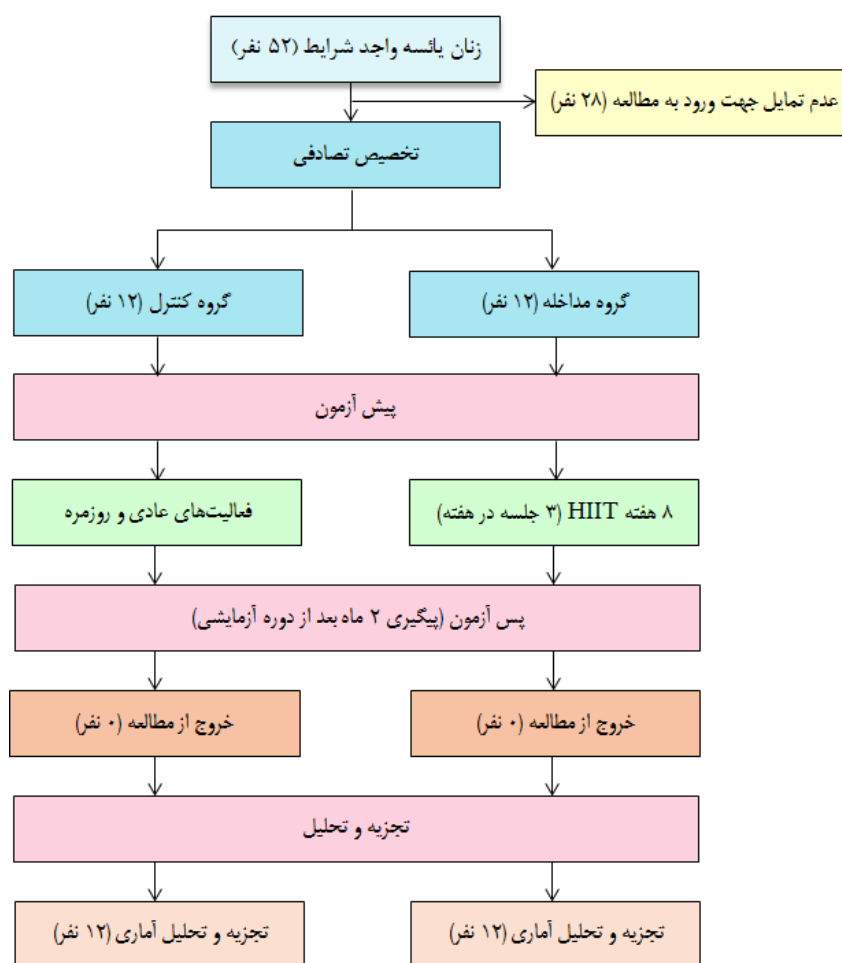 زنان یائسه واجد شرایط (۵۲ نفر)
عدم تمایل جهت ورود به مطالعه (۲۸ نفر)
تخصیص تصادفی
گروه مداخله (۱۲ نفر)
گروه کنترل (۱۲ نفر)
پیش آزمون
۸ هفته HIIT (۳ جلسه در هفته)
فعالیت‌های عادی و روزمره
پس آزمون (پیگیری ۲ ماه بعد از دوره آزمایشی)
خروج از مطالعه (۰ نفر)
خروج از مطالعه (۰ نفر)
تجزیه و تحلیل
تجزیه و تحلیل آماری (۱۲ نفر)
تجزیه و تحلیل آماری (۱۲ نفر)